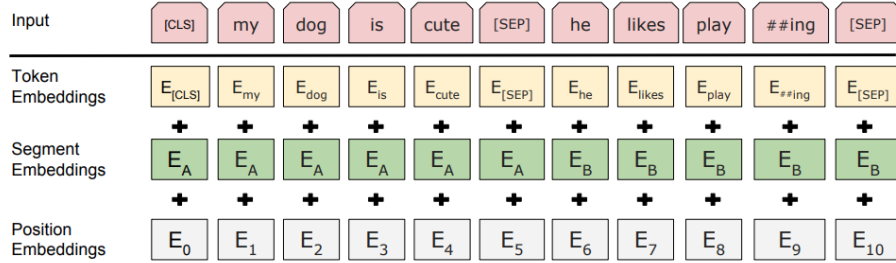 Input [CLS] my dog is cute [SEP] he likes play ##ing [SEP]
Token Embeddings E[CLS] Emy Edog Eis Ecute E[SEP] Ehe Elikes Eplay E##ing E[SEP]
+ + + + + + + + + + +
Segment Embeddings EA EA EA EA EA EA EB EB EB EB EB
+ + + + + + + + + + +
Position Embeddings E0 E1 E2 E3 E4 E5 E6 E7 E8 E9 E10